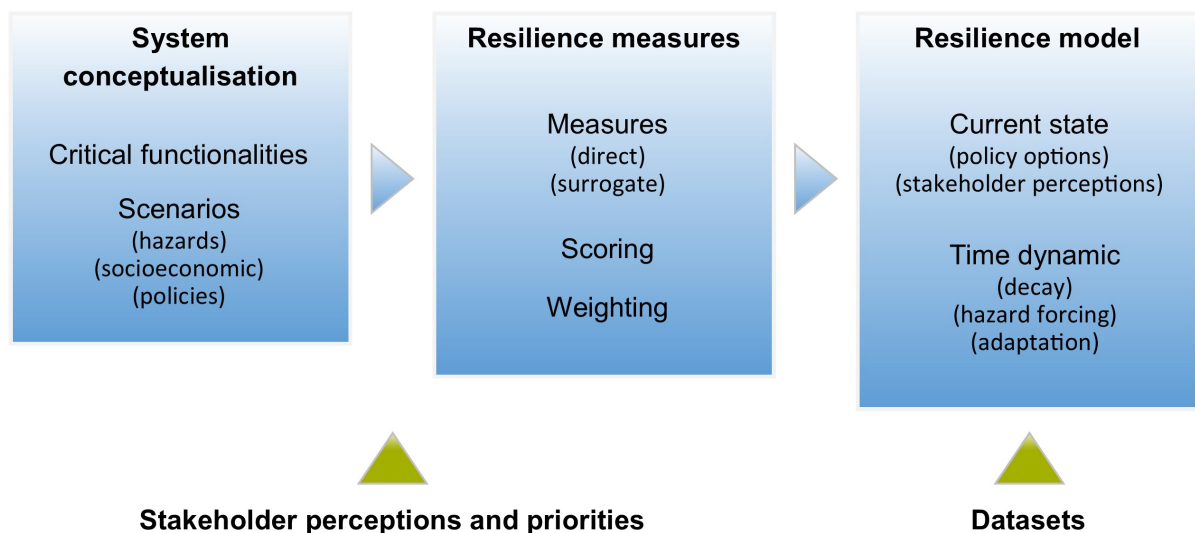 System
conceptualisation
Critical functionalities
Scenarios
(hazards)
(socioeconomic)
(policies)
Resilience measures
Measures
(direct)
(surrogate)
Scoring
Weighting
Resilience model
Current state
(policy options)
(stakeholder perceptions)
Time dynamic
(decay)
(hazard forcing)
(adaptation)
Stakeholder perceptions and priorities
Datasets